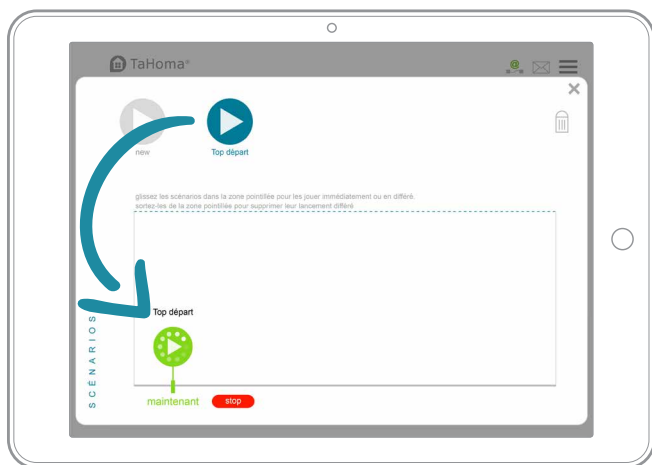 TaHoma®
@
new
Top départ
glissez les scénarios dans la zone pointillée pour les jouer immédiatement ou en différé.
sortez-les de la zone pointillée pour supprimer leur lancement différé
Top départ
SCÉNARIOS
maintenant
stop